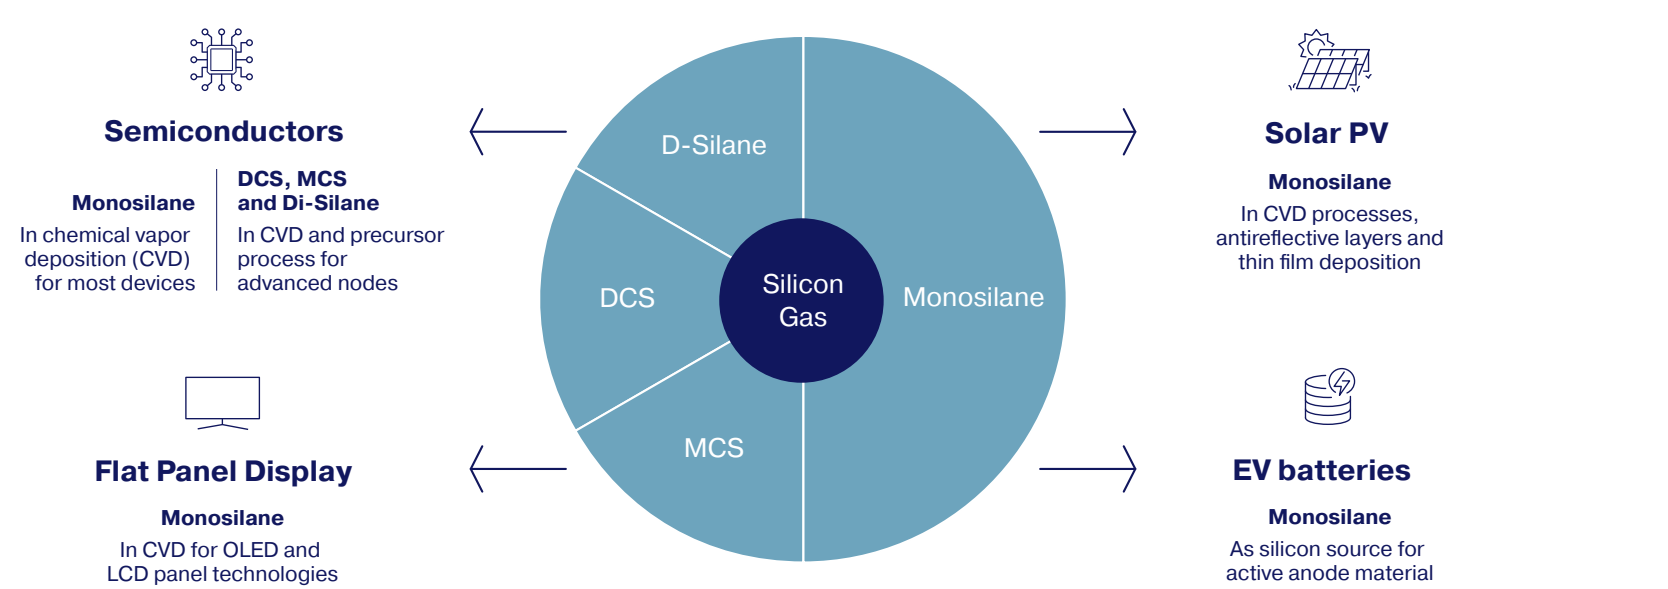 Semiconductors
Monosilane
In chemical vapor
deposition (CVD)
for most devices
DCS, MCS
and Di-Silane
In CVD and precursor
process for
advanced nodes
Flat Panel Display
Monosilane
In CVD for OLED and
LCD panel technologies
D-Silane
DCS
MCS
Silicon
Gas
Monosilane
Solar PV
Monosilane
In CVD processes,
antireflective layers and
thin film deposition
EV batteries
Monosilane
As silicon source for
active anode material